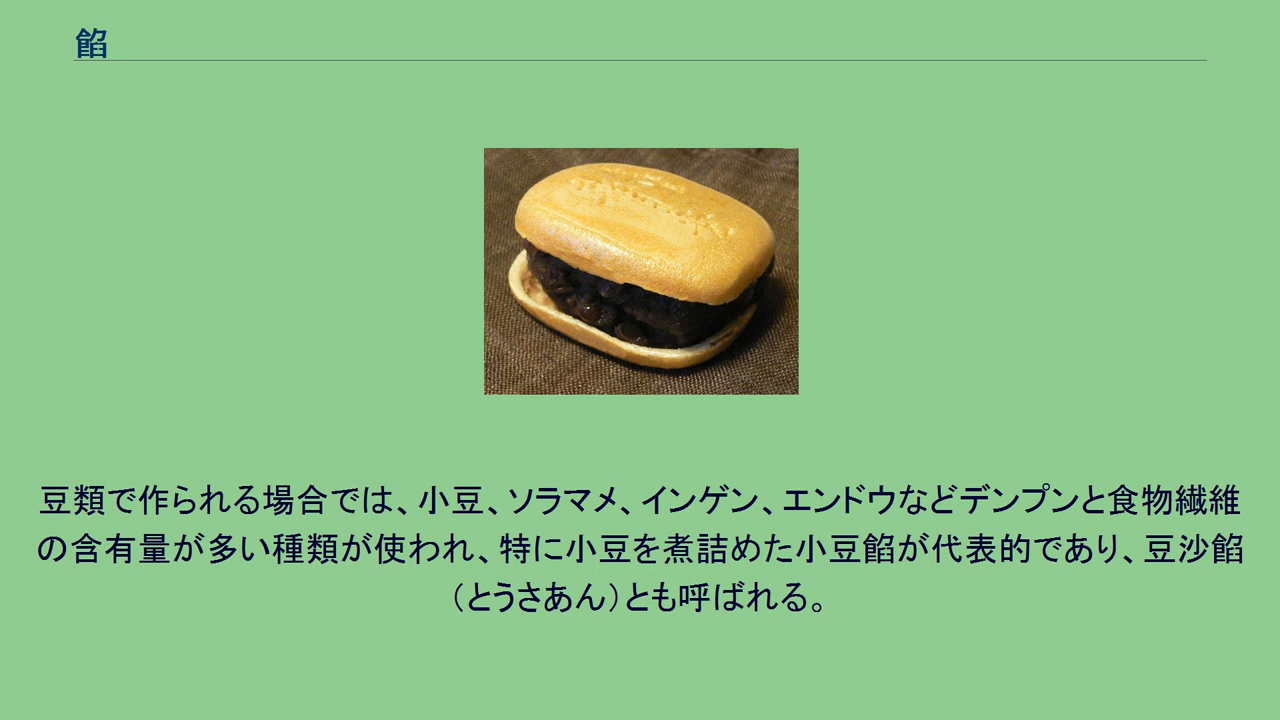 餡
豆類で作られる場合では、小豆、ソラマメ、インゲン、エンドウなどデンプンと食物繊維
の含有量が多い種類が使われ、特に小豆を煮詰めた小豆餡が代表的であり、豆沙餡
（とうさあん）とも呼ばれる。